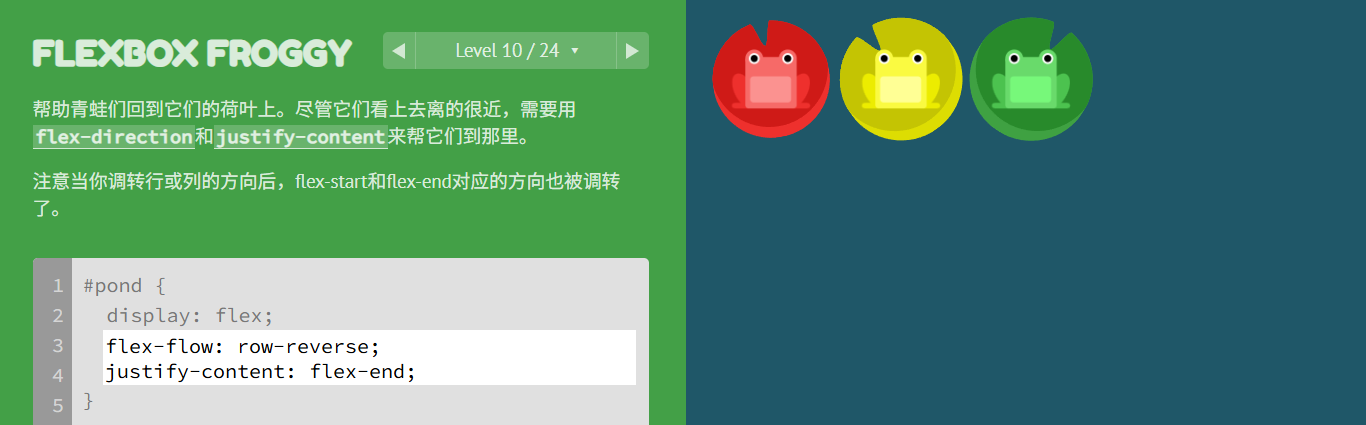 FLEXBOX FROGGY
Level 10 / 24
帮助青蛙们回到它们的荷叶上。尽管它们看上去离的很近，需要用
flex-direction和justify-content来帮它们到那里。
注意当你调转行或列的方向后，flex-start和flex-end对应的方向也被调转
了。
1 #pond {
2 display: flex;
3 flex-flow: row-reverse;
4 justify-content: flex-end;
5 }